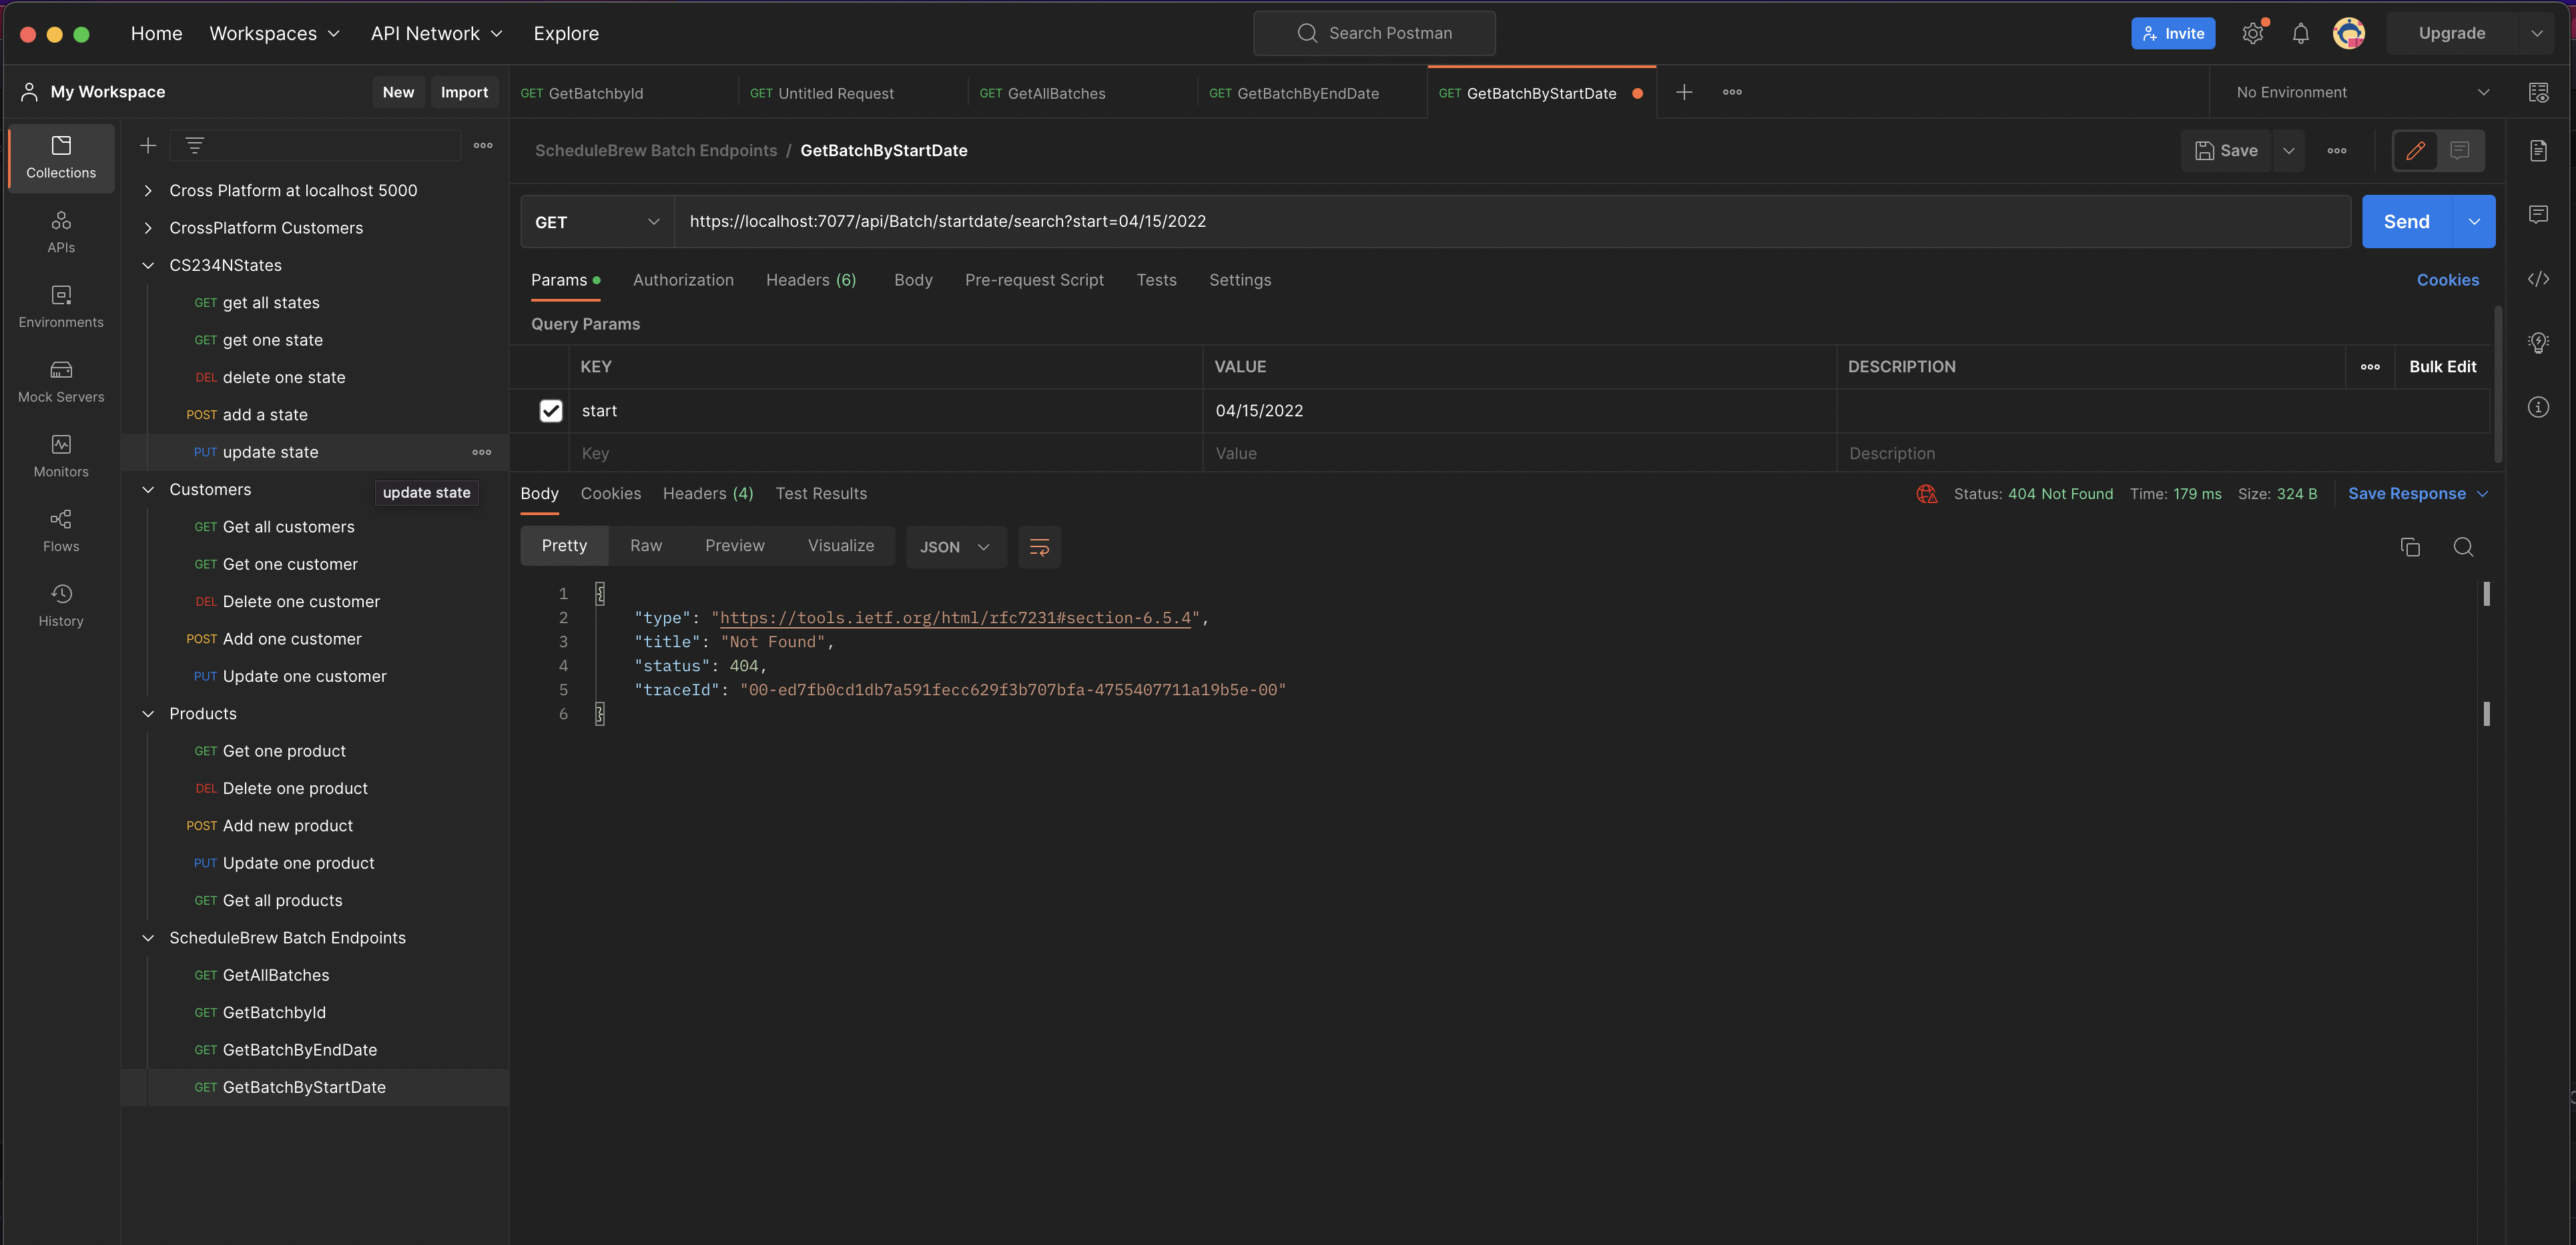 Home Workspaces API Network Explore
Search Postman
Invite
Upgrade
My Workspace
New Import
GET GetBatchbyId
GET Untitled Request
GET GetAllBatches
GET GetBatchByEndDate
GET GetBatchByStartDate
No Environment
Collections
APIs
Environments
Mock Servers
Monitors
Flows
History
Cross Platform at localhost 5000
CrossPlatform Customers
CS234NStates
GET get all states
GET get one state
DEL delete one state
POST add a state
PUT update state
Customers
update state
GET Get all customers
GET Get one customer
DEL Delete one customer
POST Add one customer
PUT Update one customer
Products
GET Get one product
DEL Delete one product
POST Add new product
PUT Update one product
GET Get all products
ScheduleBrew Batch Endpoints
GET GetAllBatches
GET GetBatchbyId
GET GetBatchByEndDate
GET GetBatchByStartDate
ScheduleBrew Batch Endpoints / GetBatchByStartDate
Save
GET https://localhost:7077/api/Batch/startdate/search?start=04/15/2022
Send
Params Authorization Headers (6) Body Pre-request Script Tests Settings
Cookies
Query Params
KEY VALUE DESCRIPTION Bulk Edit
start 04/15/2022
Key Value Description
Body Cookies Headers (4) Test Results
Status: 404 Not Found Time: 179 ms Size: 324 B Save Response
Pretty Raw Preview Visualize JSON
1 {
2 "type": "https://tools.ietf.org/html/rfc7231#section-6.5.4",
3 "title": "Not Found",
4 "status": 404,
5 "traceId": "00-ed7fb0cd1db7a591fecc629f3b707bfa-4755407711a19b5e-00"
6 }